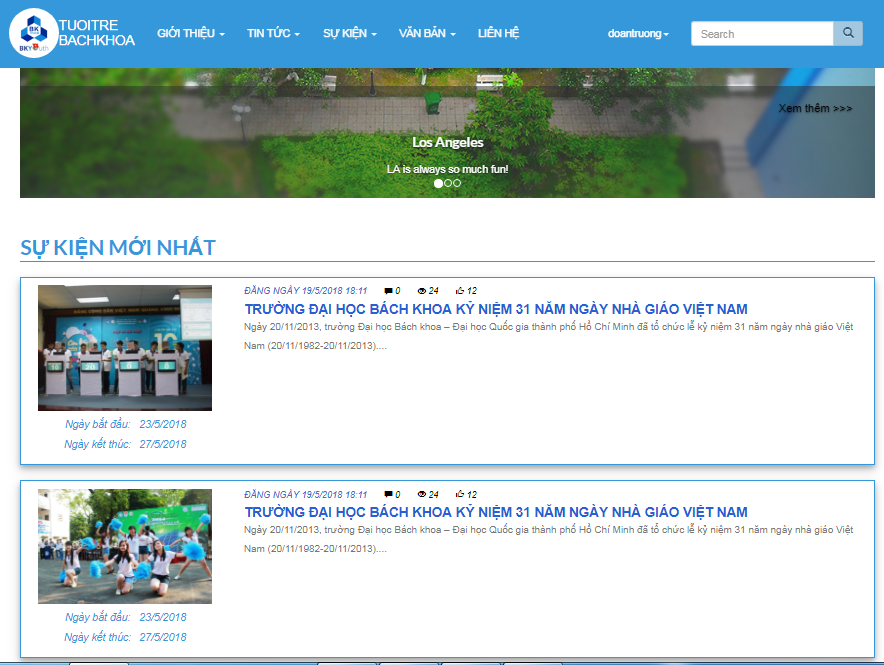 TUOITRE
BACHKHOA
BK
BKYouth
GIỚI THIỆU
TIN TỨC
SỰ KIỆN
VĂN BẢN
LIÊN HỆ
doantruong
Search
Xem thêm >>>
Los Angeles
LA is always so much fun!
SỰ KIỆN MỚI NHẤT
ĐĂNG NGÀY 19/5/2018 18:11 0 24 12
TRƯỜNG ĐẠI HỌC BÁCH KHOA KỶ NIỆM 31 NĂM NGÀY NHÀ GIÁO VIỆT NAM
Ngày 20/11/2013, trường Đại học Bách khoa – Đại học Quốc gia thành phố Hồ Chí Minh đã tổ chức lễ kỷ niệm 31 năm ngày nhà giáo Việt
Nam (20/11/1982-20/11/2013)....
Ngày bắt đầu: 23/5/2018
Ngày kết thúc: 27/5/2018
ĐĂNG NGÀY 19/5/2018 18:11 0 24 12
TRƯỜNG ĐẠI HỌC BÁCH KHOA KỶ NIỆM 31 NĂM NGÀY NHÀ GIÁO VIỆT NAM
Ngày 20/11/2013, trường Đại học Bách khoa – Đại học Quốc gia thành phố Hồ Chí Minh đã tổ chức lễ kỷ niệm 31 năm ngày nhà giáo Việt
Nam (20/11/1982-20/11/2013)....
Ngày bắt đầu: 23/5/2018
Ngày kết thúc: 27/5/2018